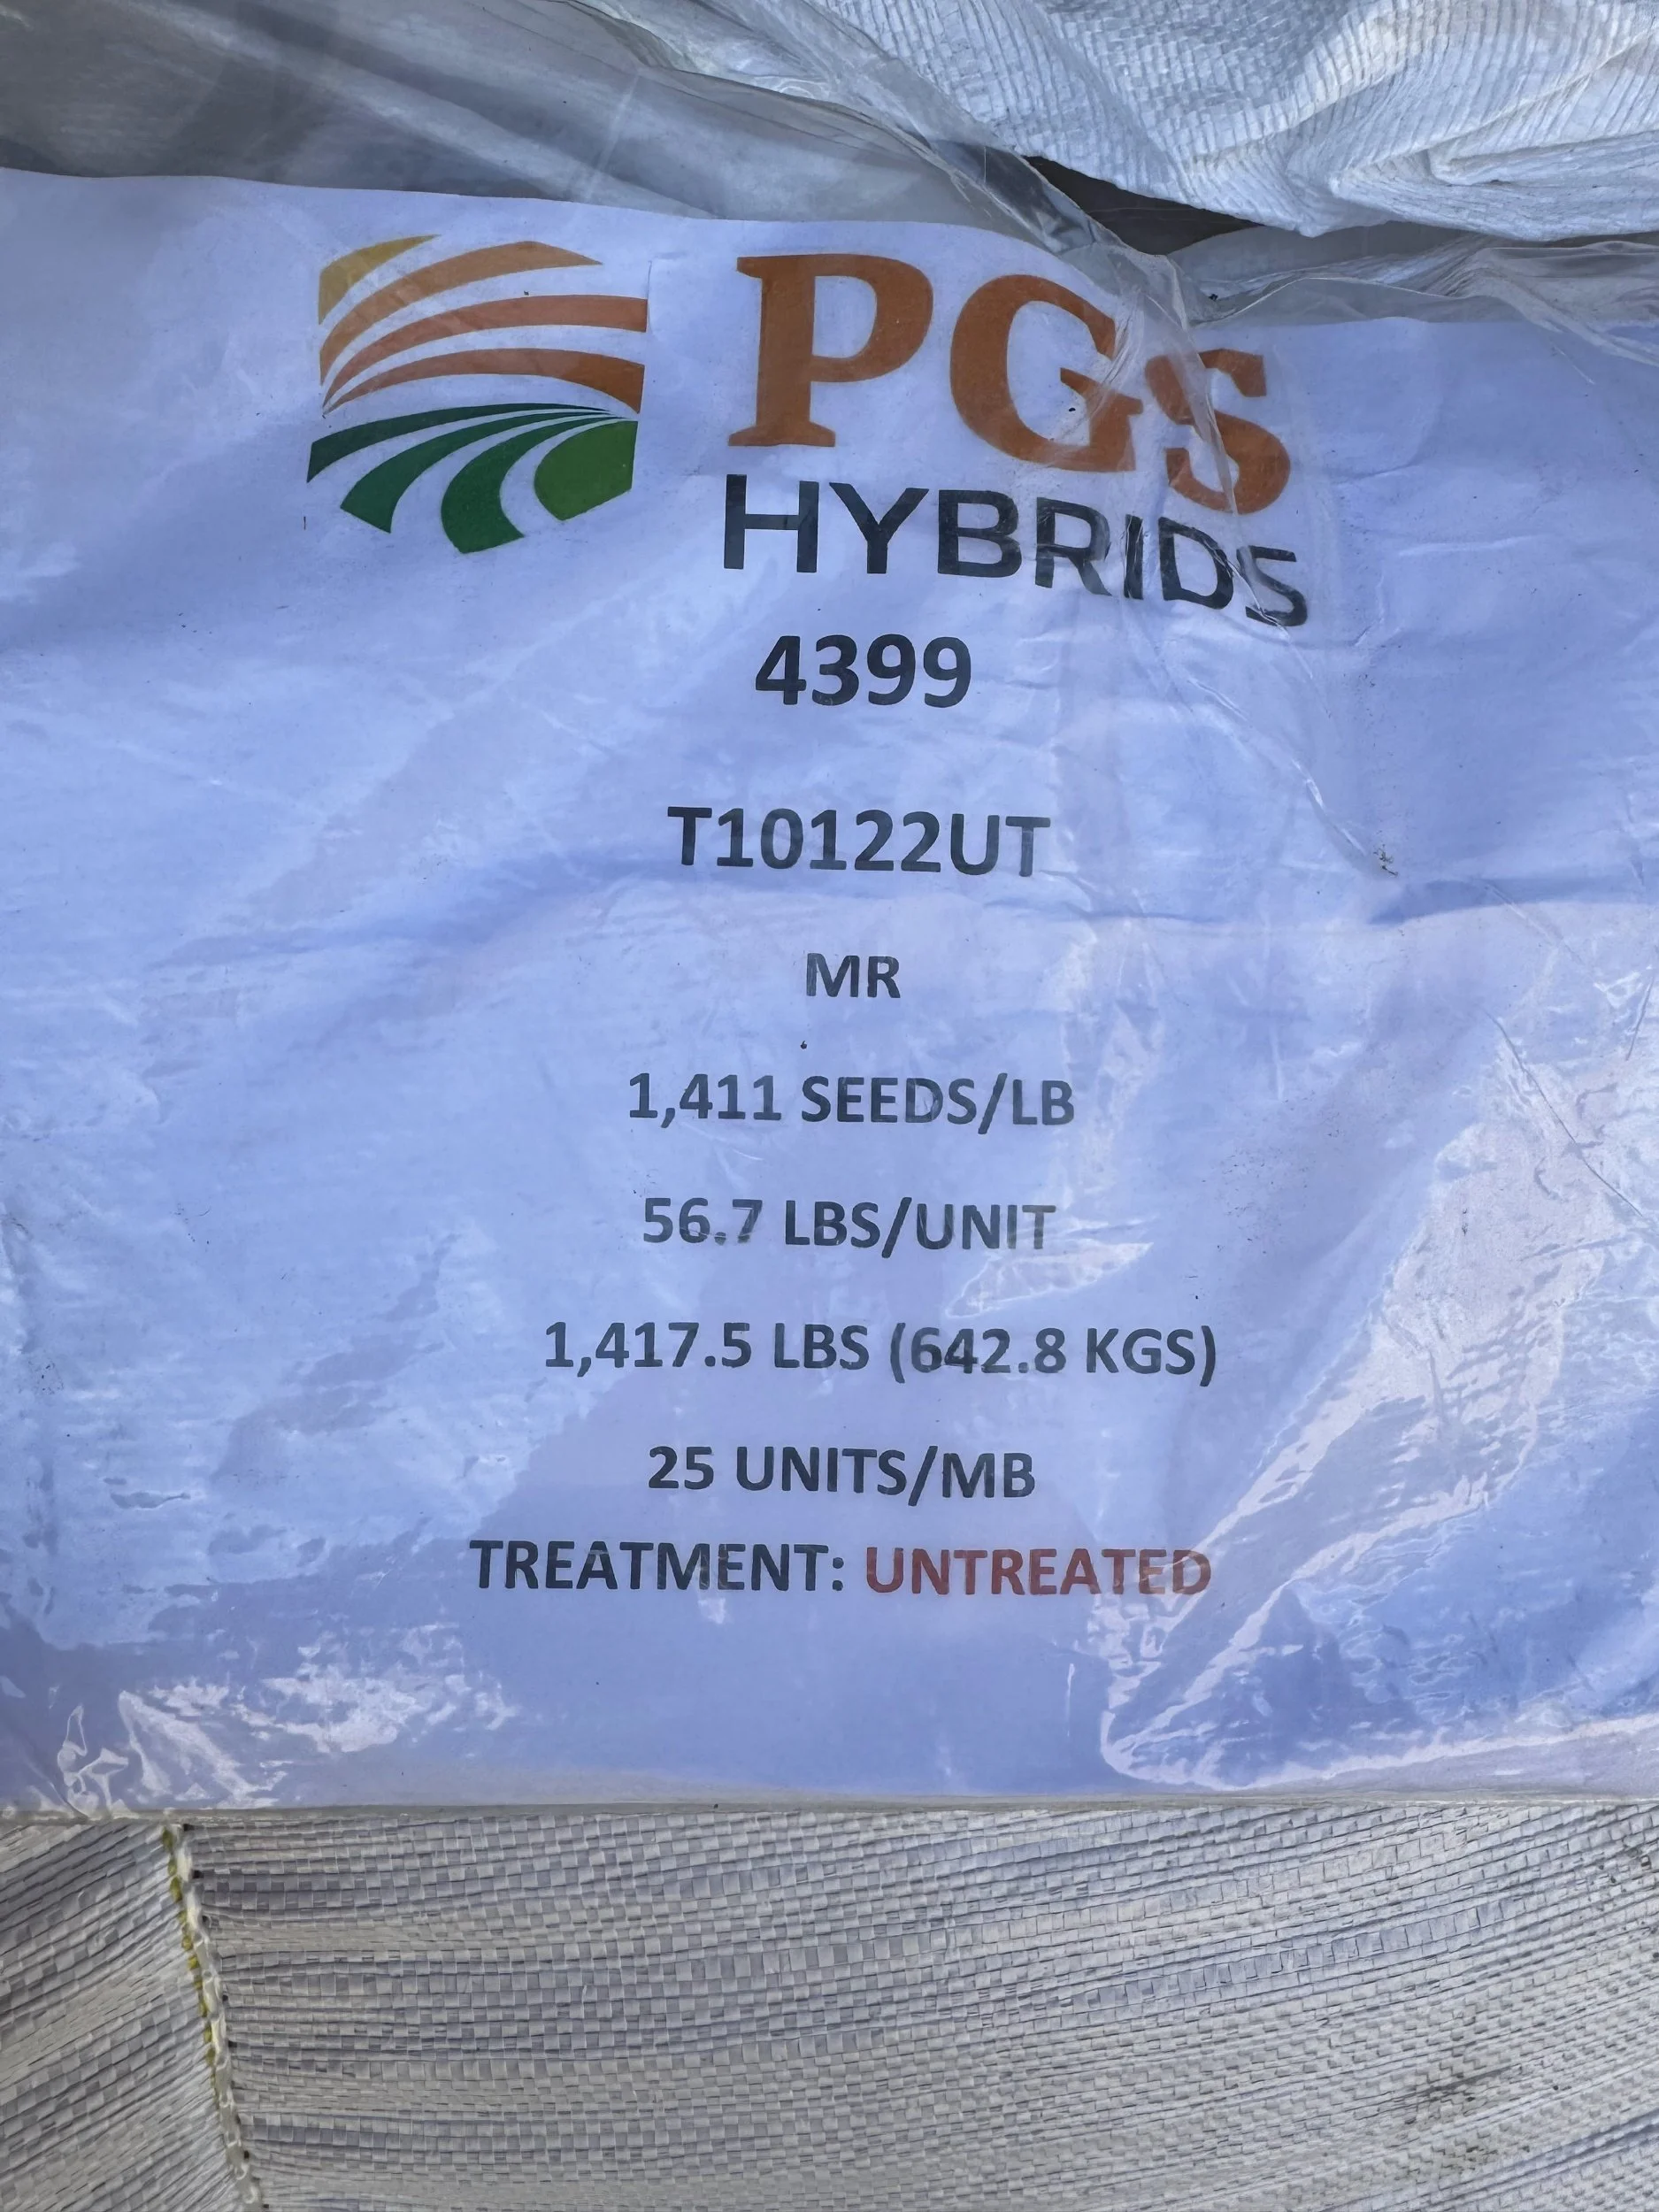 PGS
HYBRIDS
4399
T10122UT
MR
1,411 SEEDS/LB
56.7 LBS/UNIT
1,417.5 LBS (642.8 KGS)
25 UNITS/MB
TREATMENT: UNTREATED